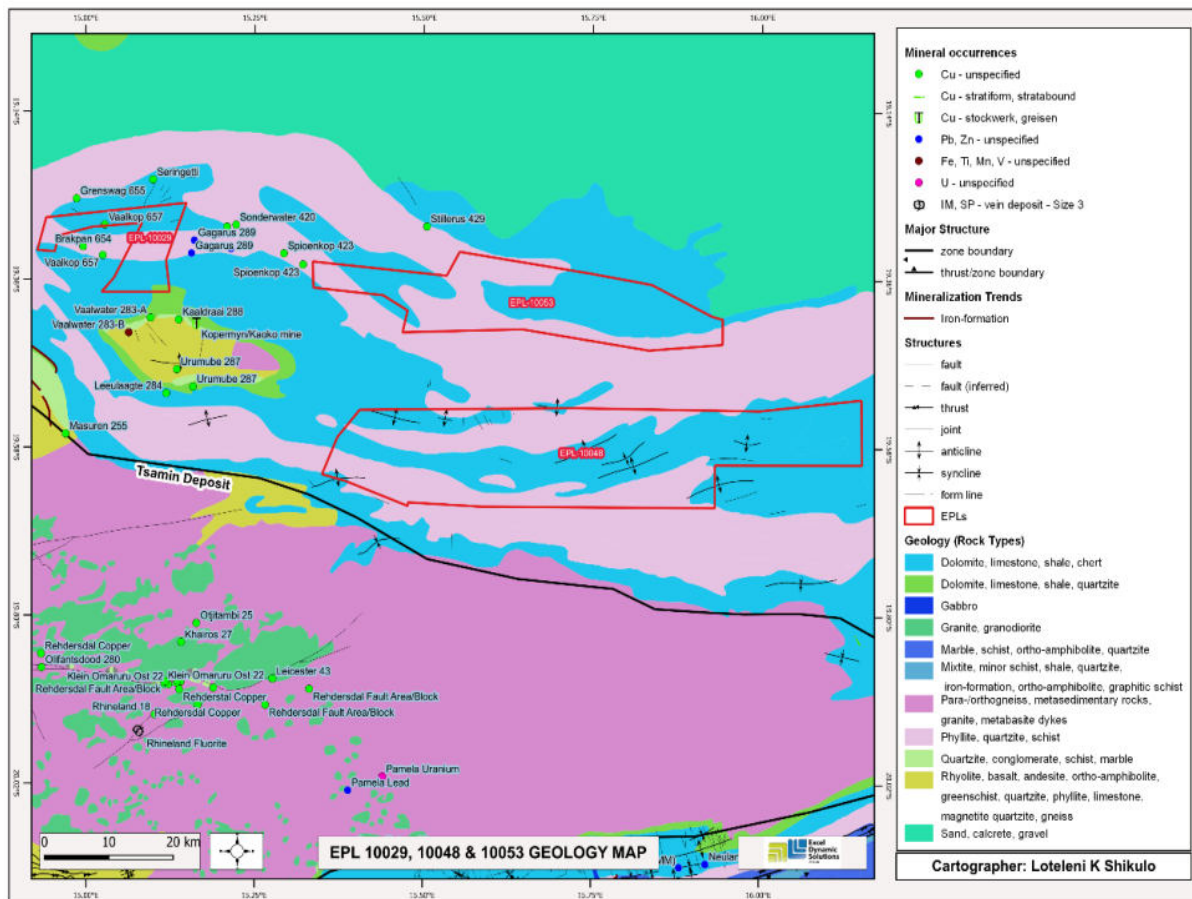 15.00°E
15.25°E
15.50°E
15.75°E
16.00°E
Seringetti
Grenswag 655
Vaalkop 657
Sonderwater 420
Stillerus 429
Brakpan 654
EPL-10029
Gagarus 289
Gagarus 289
Spioenkop 423
Vaalkop 657
Spioenkop 423
EPL-10053
Vaalwater 283-A
Kaaldraai 288
Vaalwater 283-B
Kopermyn/Kaoko mine
Urumube 287
Leeulaagte 284
Urumube 287
Masuren 255
EPL-10048
Tsamin Deposit
Otjitambi 25
Khairos 27
Rehdersdal Copper
Olifantsdood 280
Klein Omaruru Ost 22
Klein Omaruru Ost 22
Leicester 43
Rehdersdal Fault Area/Block
Rehderstal Copper
Rehdersdal Fault Area/Block
Rhineland 18
Rehdersdal Copper
Rehdersdal Fault Area/Block
Rhineland Fluorite
Pamela Uranium
Pamela Lead
0 10 20 km
EPL 10029, 10048 & 10053 GEOLOGY MAP
Excel
Dynamic
Solutions
15.00°E
15.25°E
15.50°E
15.75°E
16.00°E
Mineral occurrences
Cu - unspecified
Cu - stratiform, stratabound
Cu - stockwerk, greisen
Pb, Zn - unspecified
Fe, Ti, Mn, V - unspecified
U - unspecified
IM, SP - vein deposit - Size 3
Major Structure
zone boundary
thrust/zone boundary
Mineralization Trends
Iron-formation
Structures
fault
fault (inferred)
thrust
joint
anticline
syncline
form line
EPLs
Geology (Rock Types)
Dolomite, limestone, shale, chert
Dolomite, limestone, shale, quartzite
Gabbro
Granite, granodiorite
Marble, schist, ortho-amphibolite, quartzite
Mixtite, minor schist, shale, quartzite,
iron-formation, ortho-amphibolite, graphitic schist
Para-/orthogneiss, metasedimentary rocks,
granite, metabasite dykes
Phyllite, quartzite, schist
Quartzite, conglomerate, schist, marble
Rhyolite, basalt, andesite, ortho-amphibolite,
greenschist, quartzite, phyllite, limestone,
magnetite quartzite, gneiss
Sand, calcrete, gravel
Cartographer: Loteleni K Shikulo